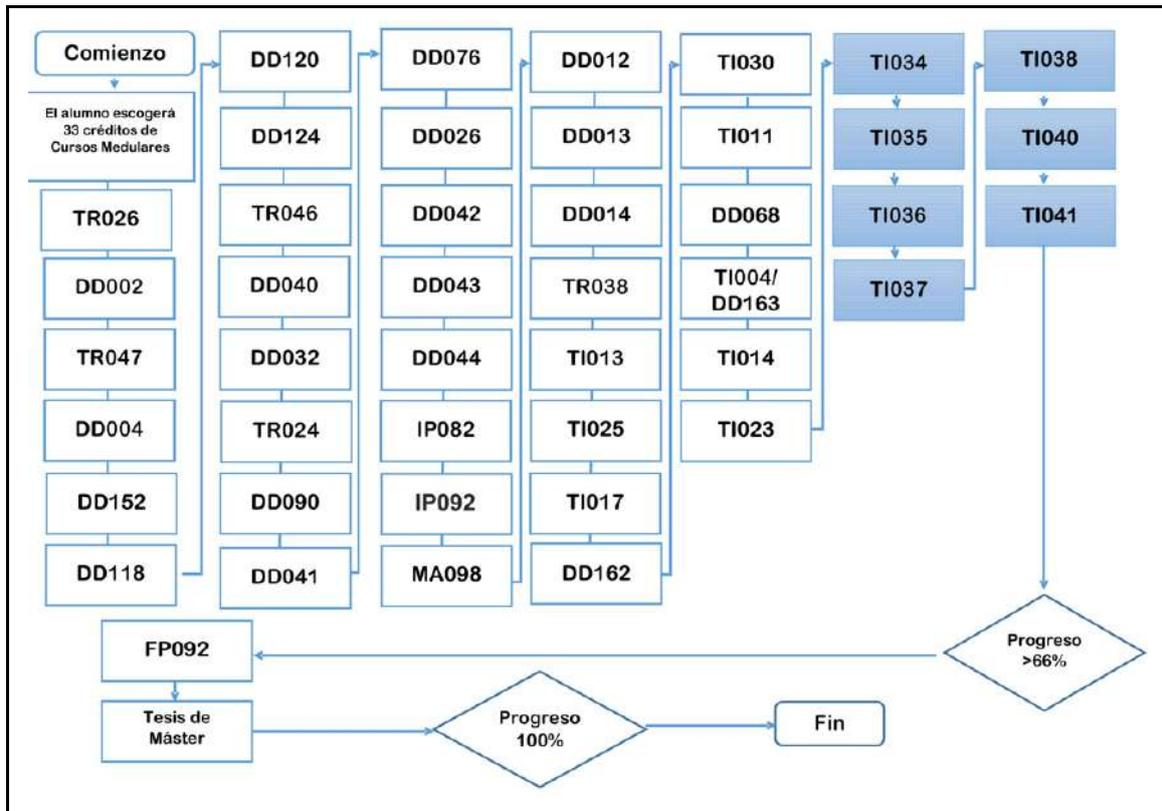 Comienzo
El alumno escogerá
33 créditos de
Cursos Medulares
TR026
DD002
TR047
DD004
DD152
DD118
DD120
DD124
TR046
DD040
DD032
TR024
DD090
DD041
DD076
DD026
DD042
DD043
DD044
IP082
IP092
MA098
DD012
DD013
DD014
TR038
TI013
TI025
TI017
DD162
TI030
TI011
DD068
TI004/
DD163
TI014
TI023
TI034
TI035
TI036
TI037
TI038
TI040
TI041
Progreso
>66%
FP092
Tesis de
Máster
Progreso
100%
Fin